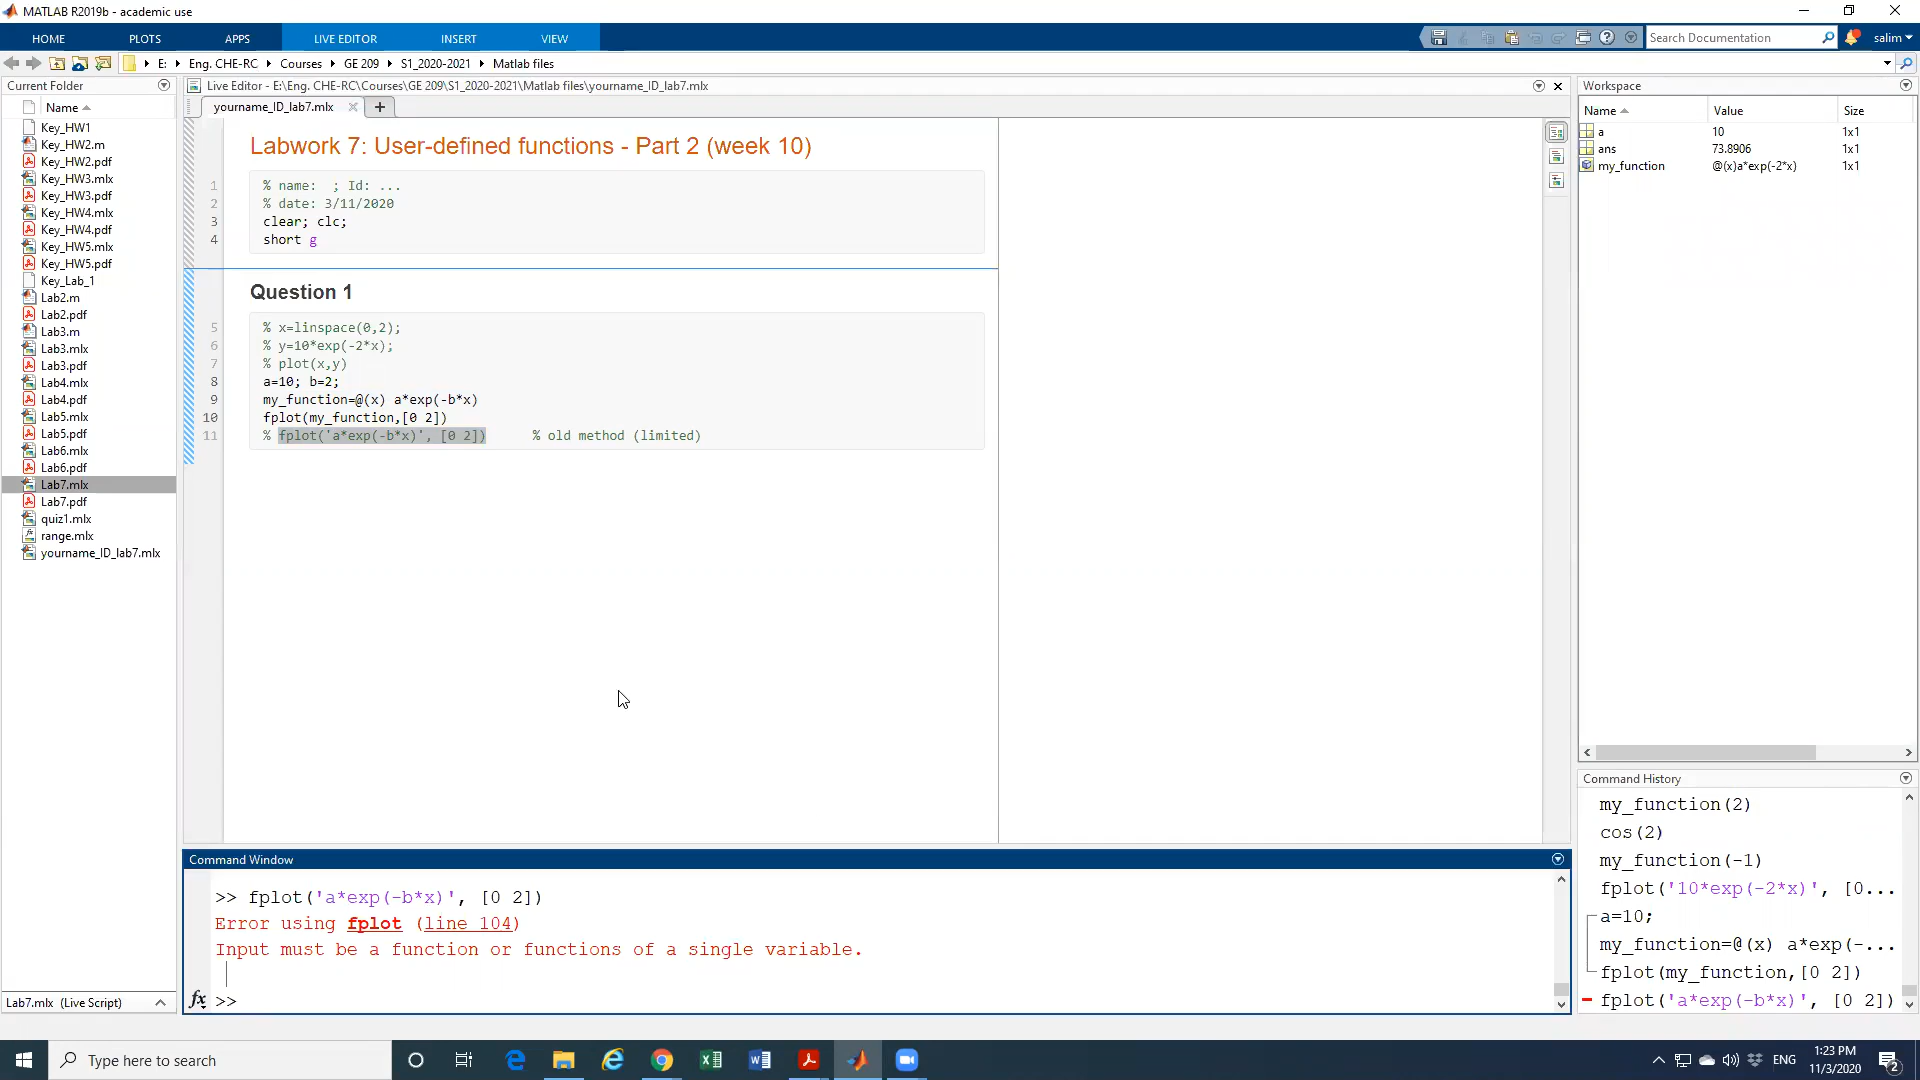 MATLAB R2019b - academic use
HOME PLOTS APPS LIVE EDITOR INSERT VIEW
Search Documentation
salim
E: Eng. CHE-RC Courses GE 209 S1_2020-2021 Matlab files
Current Folder
Name
Key_HW1
Key_HW2.m
Key_HW2.pdf
Key_HW3.mlx
Key_HW3.pdf
Key_HW4.mlx
Key_HW4.pdf
Key_HW5.mlx
Key_HW5.pdf
Key_Lab_1
Lab2.m
Lab2.pdf
Lab3.m
Lab3.mlx
Lab3.pdf
Lab4.mlx
Lab4.pdf
Lab5.mlx
Lab5.pdf
Lab6.mlx
Lab6.pdf
Lab7.mlx
Lab7.pdf
quiz1.mlx
range.mlx
yourname_ID_lab7.mlx
Lab7.mlx (Live Script)
Live Editor - E:\Eng. CHE-RC\Courses\GE 209\S1_2020-2021\Matlab files\yourname_ID_lab7.mlx
yourname_ID_lab7.mlx
Labwork 7: User-defined functions - Part 2 (week 10)
1 % name:  ; Id: ...
2 % date: 3/11/2020
3 clear; clc;
4 short g
Question 1
5 % x=linspace(0,2);
6 % y=10*exp(-2*x);
7 % plot(x,y)
8 a=10; b=2;
9 my_function=@(x) a*exp(-b*x)
10 fplot(my_function,[0 2])
11 % fplot('a*exp(-b*x)', [0 2]) % old method (limited)
Command Window
>> fplot('a*exp(-b*x)', [0 2])
Error using fplot (line 104)
Input must be a function or functions of a single variable.
fx >>
Workspace
Name Value Size
a 10 1x1
ans 73.8906 1x1
my_function @(x)a*exp(-2*x) 1x1
Command History
my_function(2)
cos(2)
my_function(-1)
fplot('10*exp(-2*x)', [0...
a=10;
my_function=@(x) a*exp(-...
fplot(my_function,[0 2])
fplot('a*exp(-b*x)', [0 2])
Type here to search
ENG
1:23 PM
11/3/2020
2